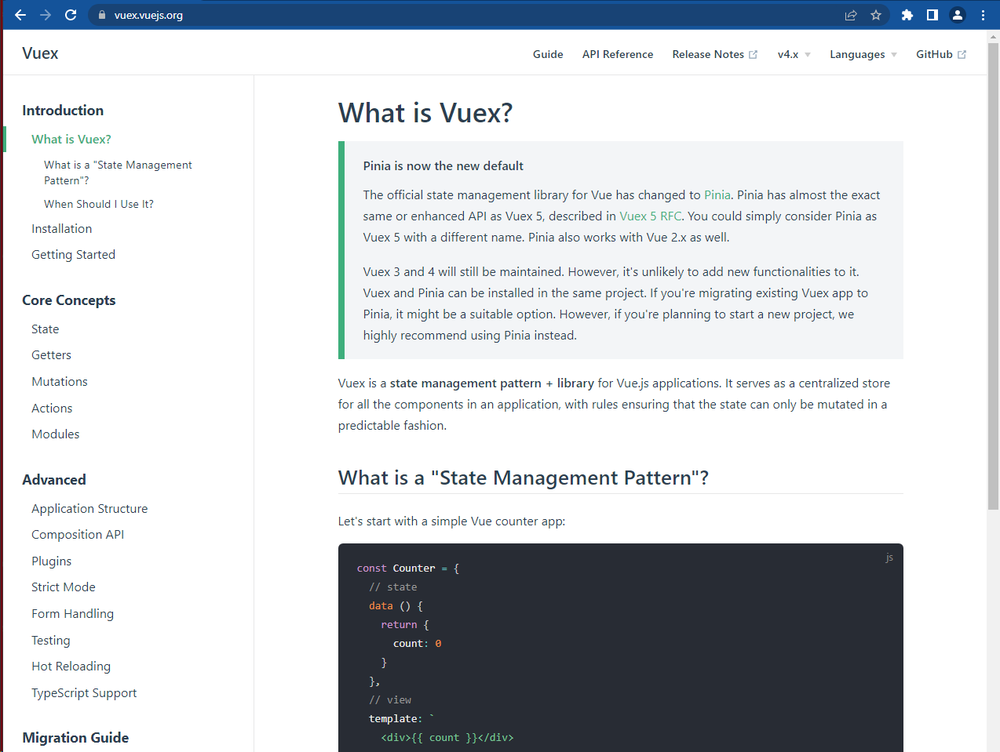 vuex.vuejs.org
Vuex
Guide
API Reference
Release Notes
v4.x
Languages
GitHub
Introduction
What is Vuex?
What is a "State Management
Pattern"?
When Should I Use It?
Installation
Getting Started
Core Concepts
State
Getters
Mutations
Actions
Modules
Advanced
Application Structure
Composition API
Plugins
Strict Mode
Form Handling
Testing
Hot Reloading
TypeScript Support
Migration Guide
What is Vuex?
Pinia is now the new default
The official state management library for Vue has changed to Pinia. Pinia has almost the exact
same or enhanced API as Vuex 5, described in Vuex 5 RFC. You could simply consider Pinia as
Vuex 5 with a different name. Pinia also works with Vue 2.x as well.
Vuex 3 and 4 will still be maintained. However, it's unlikely to add new functionalities to it.
Vuex and Pinia can be installed in the same project. If you're migrating existing Vuex app to
Pinia, it might be a suitable option. However, if you're planning to start a new project, we
highly recommend using Pinia instead.
Vuex is a state management pattern + library for Vue.js applications. It serves as a centralized store
for all the components in an application, with rules ensuring that the state can only be mutated in a
predictable fashion.
What is a "State Management Pattern"?
Let's start with a simple Vue counter app:
js
const Counter = {
  // state
  data () {
    return {
      count: 0
    }
  },
  // view
  template: `
    <div>{{ count }}</div>